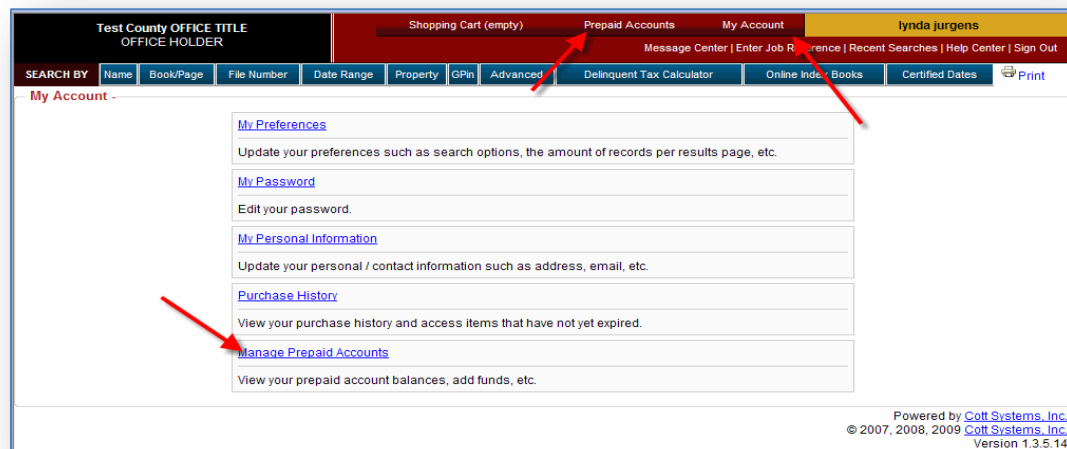 Test County OFFICE TITLE
OFFICE HOLDER
Shopping Cart (empty) Prepaid Accounts My Account lynda jurgens
Message Center | Enter Job Reference | Recent Searches | Help Center | Sign Out
SEARCH BY Name Book/Page File Number Date Range Property GPin Advanced Delinquent Tax Calculator Online Index Books Certified Dates Print
My Account -
My Preferences
Update your preferences such as search options, the amount of records per results page, etc.
My Password
Edit your password.
My Personal Information
Update your personal / contact information such as address, email, etc.
Purchase History
View your purchase history and access items that have not yet expired.
Manage Prepaid Accounts
View your prepaid account balances, add funds, etc.
Powered by Cott Systems, Inc.
© 2007, 2008, 2009 Cott Systems, Inc.
Version 1.3.5.14